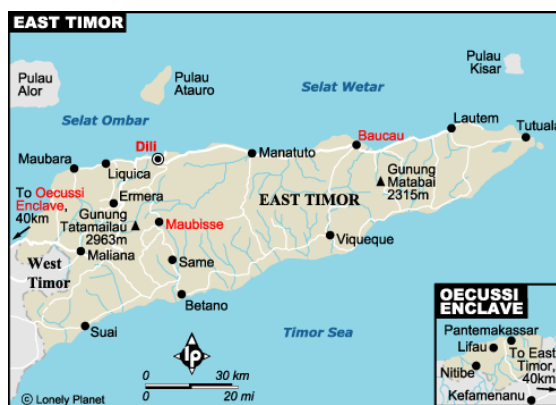 EAST TIMOR
Pulau
Alor
Pulau
Atauro
Selat Wetar
Pulau
Kisar
Selat Ombar
Dili
Baucau
Lautem
Tutuala
Maubara
Liquica
Manatuto
To Oecussi
Enclave,
40km
Ermera
Gunung
Tatamailau
2963m
Maubisse
EAST TIMOR
Gunung
Matabai
2315m
West
Timor
Maliana
Same
Viqueque
Betano
Suai
Timor Sea
lp
0 30 km
0 20 mi
© Lonely Planet
OECUSSI
ENCLAVE
Pantemakassar
Lifau
Nitibe
To East
Timor,
40km
Kefamenanu